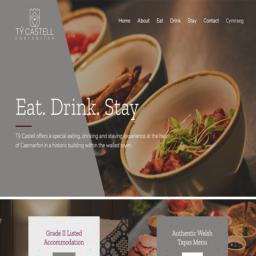 TŶ CASTELL
CAERNARFON
Home About Eat Drink Stay Contact Cymraeg
Eat. Drink. Stay
Tŷ Castell offers a special eating, drinking and staying experience at the heart
of Caernarfon in a historic building within the walled town.
Grade II Listed
Accommodation
Authentic Welsh
Tapas Menu